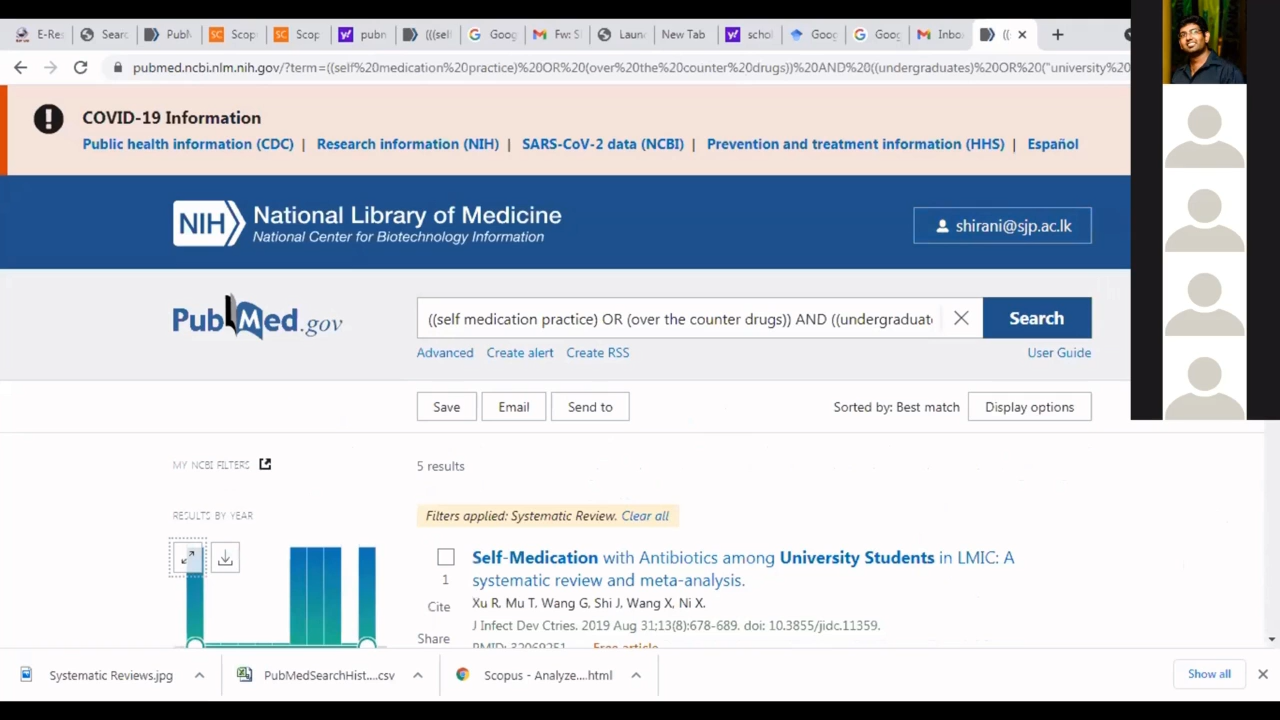 E-Res
Searc
PubM
Scop
Scop
pubn
(((self
Goog
Fw: S
Laun
New Tab
schol
Goog
Goog
Inbo
((
pubmed.ncbi.nlm.nih.gov/?term=((self%20medication%20practice)%20OR%20(over%20the%20counter%20drugs))%20AND%20((undergraduates)%20OR%20("university%20
COVID-19 Information
Public health information (CDC) | Research information (NIH) | SARS-CoV-2 data (NCBI) | Prevention and treatment information (HHS) | Español
NIH National Library of Medicine
National Center for Biotechnology Information
shirani@sjp.ac.lk
PubMed.gov
((self medication practice) OR (over the counter drugs)) AND ((undergraduate
Search
Advanced Create alert Create RSS
User Guide
Save Email Send to
Sorted by: Best match Display options
MY NCBI FILTERS
5 results
RESULTS BY YEAR
Filters applied: Systematic Review. Clear all
Self-Medication with Antibiotics among University Students in LMIC: A
1 systematic review and meta-analysis.
Cite Xu R, Mu T, Wang G, Shi J, Wang X, Ni X.
J Infect Dev Ctries. 2019 Aug 31;13(8):678-689. doi: 10.3855/jidc.11359.
Share PMID: 32069251 Free article.
Systematic Reviews.jpg
PubMedSearchHist....csv
Scopus - Analyze....html
Show all